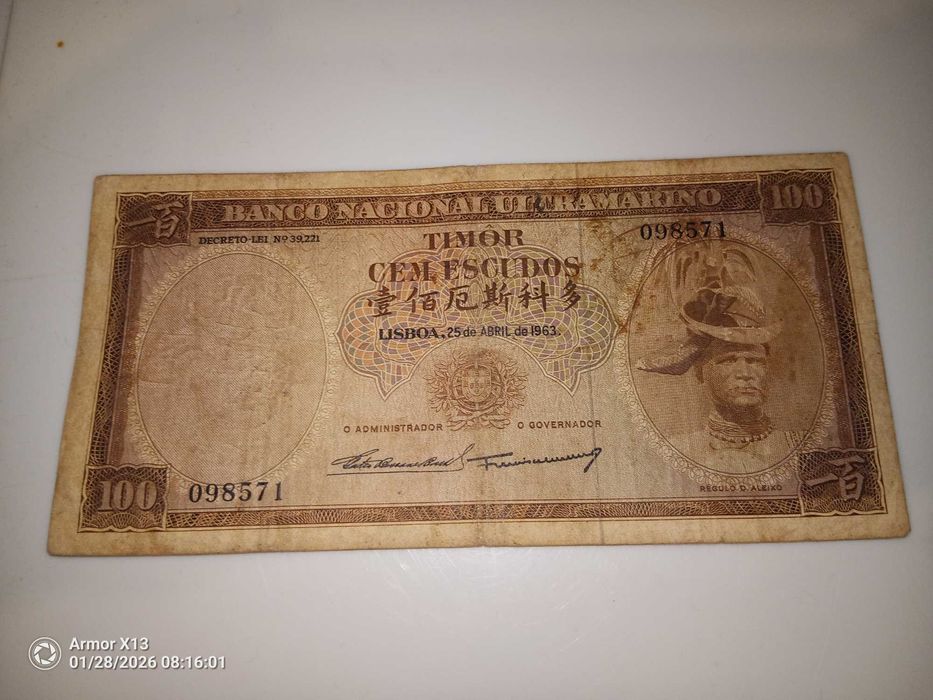 一百
BANCO NACIONAL ULTRAMARINO
100
DECRETO-LEI Nº 39,221
TIMÔR
098571
CEM ESCUDOS
壹佰厄斯科多
LISBOA, 25 de ABRIL de 1963.
O ADMINISTRADOR
O GOVERNADOR
RÉGULO D. ALEIXO
100
098571
一百
Armor X13
01/28/2026 08:16:01